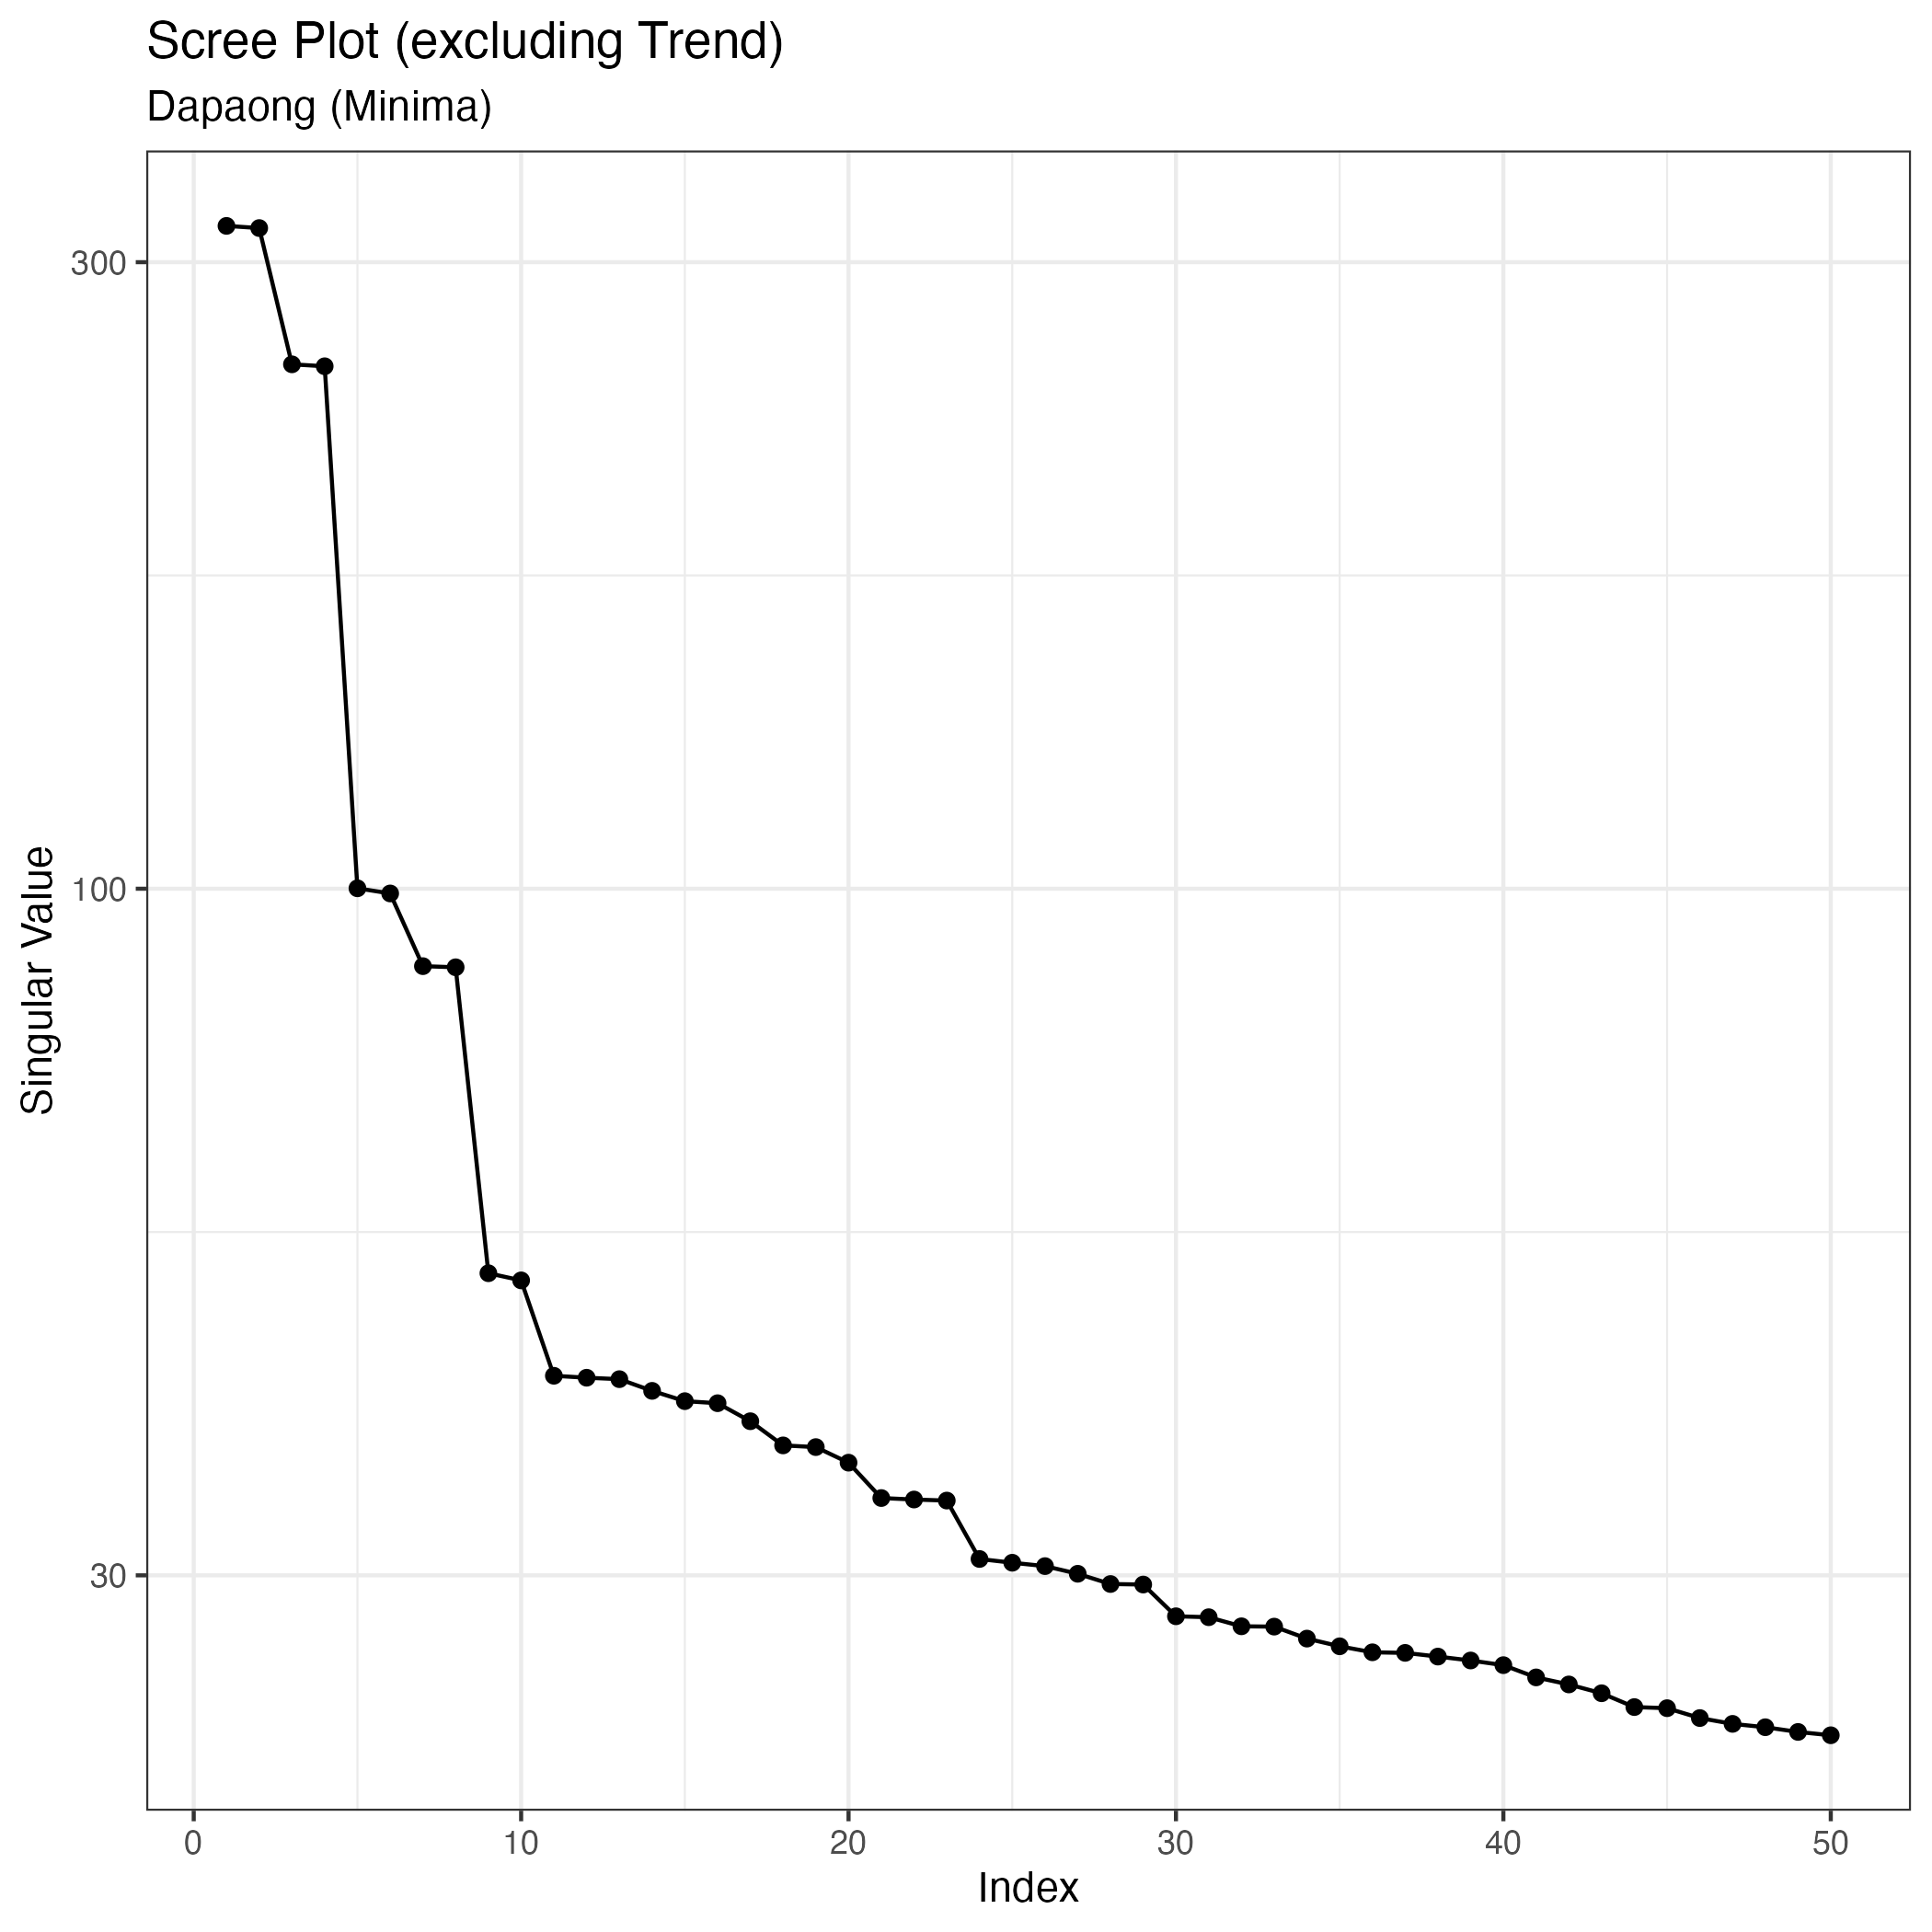 Scree Plot (excluding Trend)
Dapaong (Minima)
Singular Value
300
100
30
0 10 20 30 40 50
Index